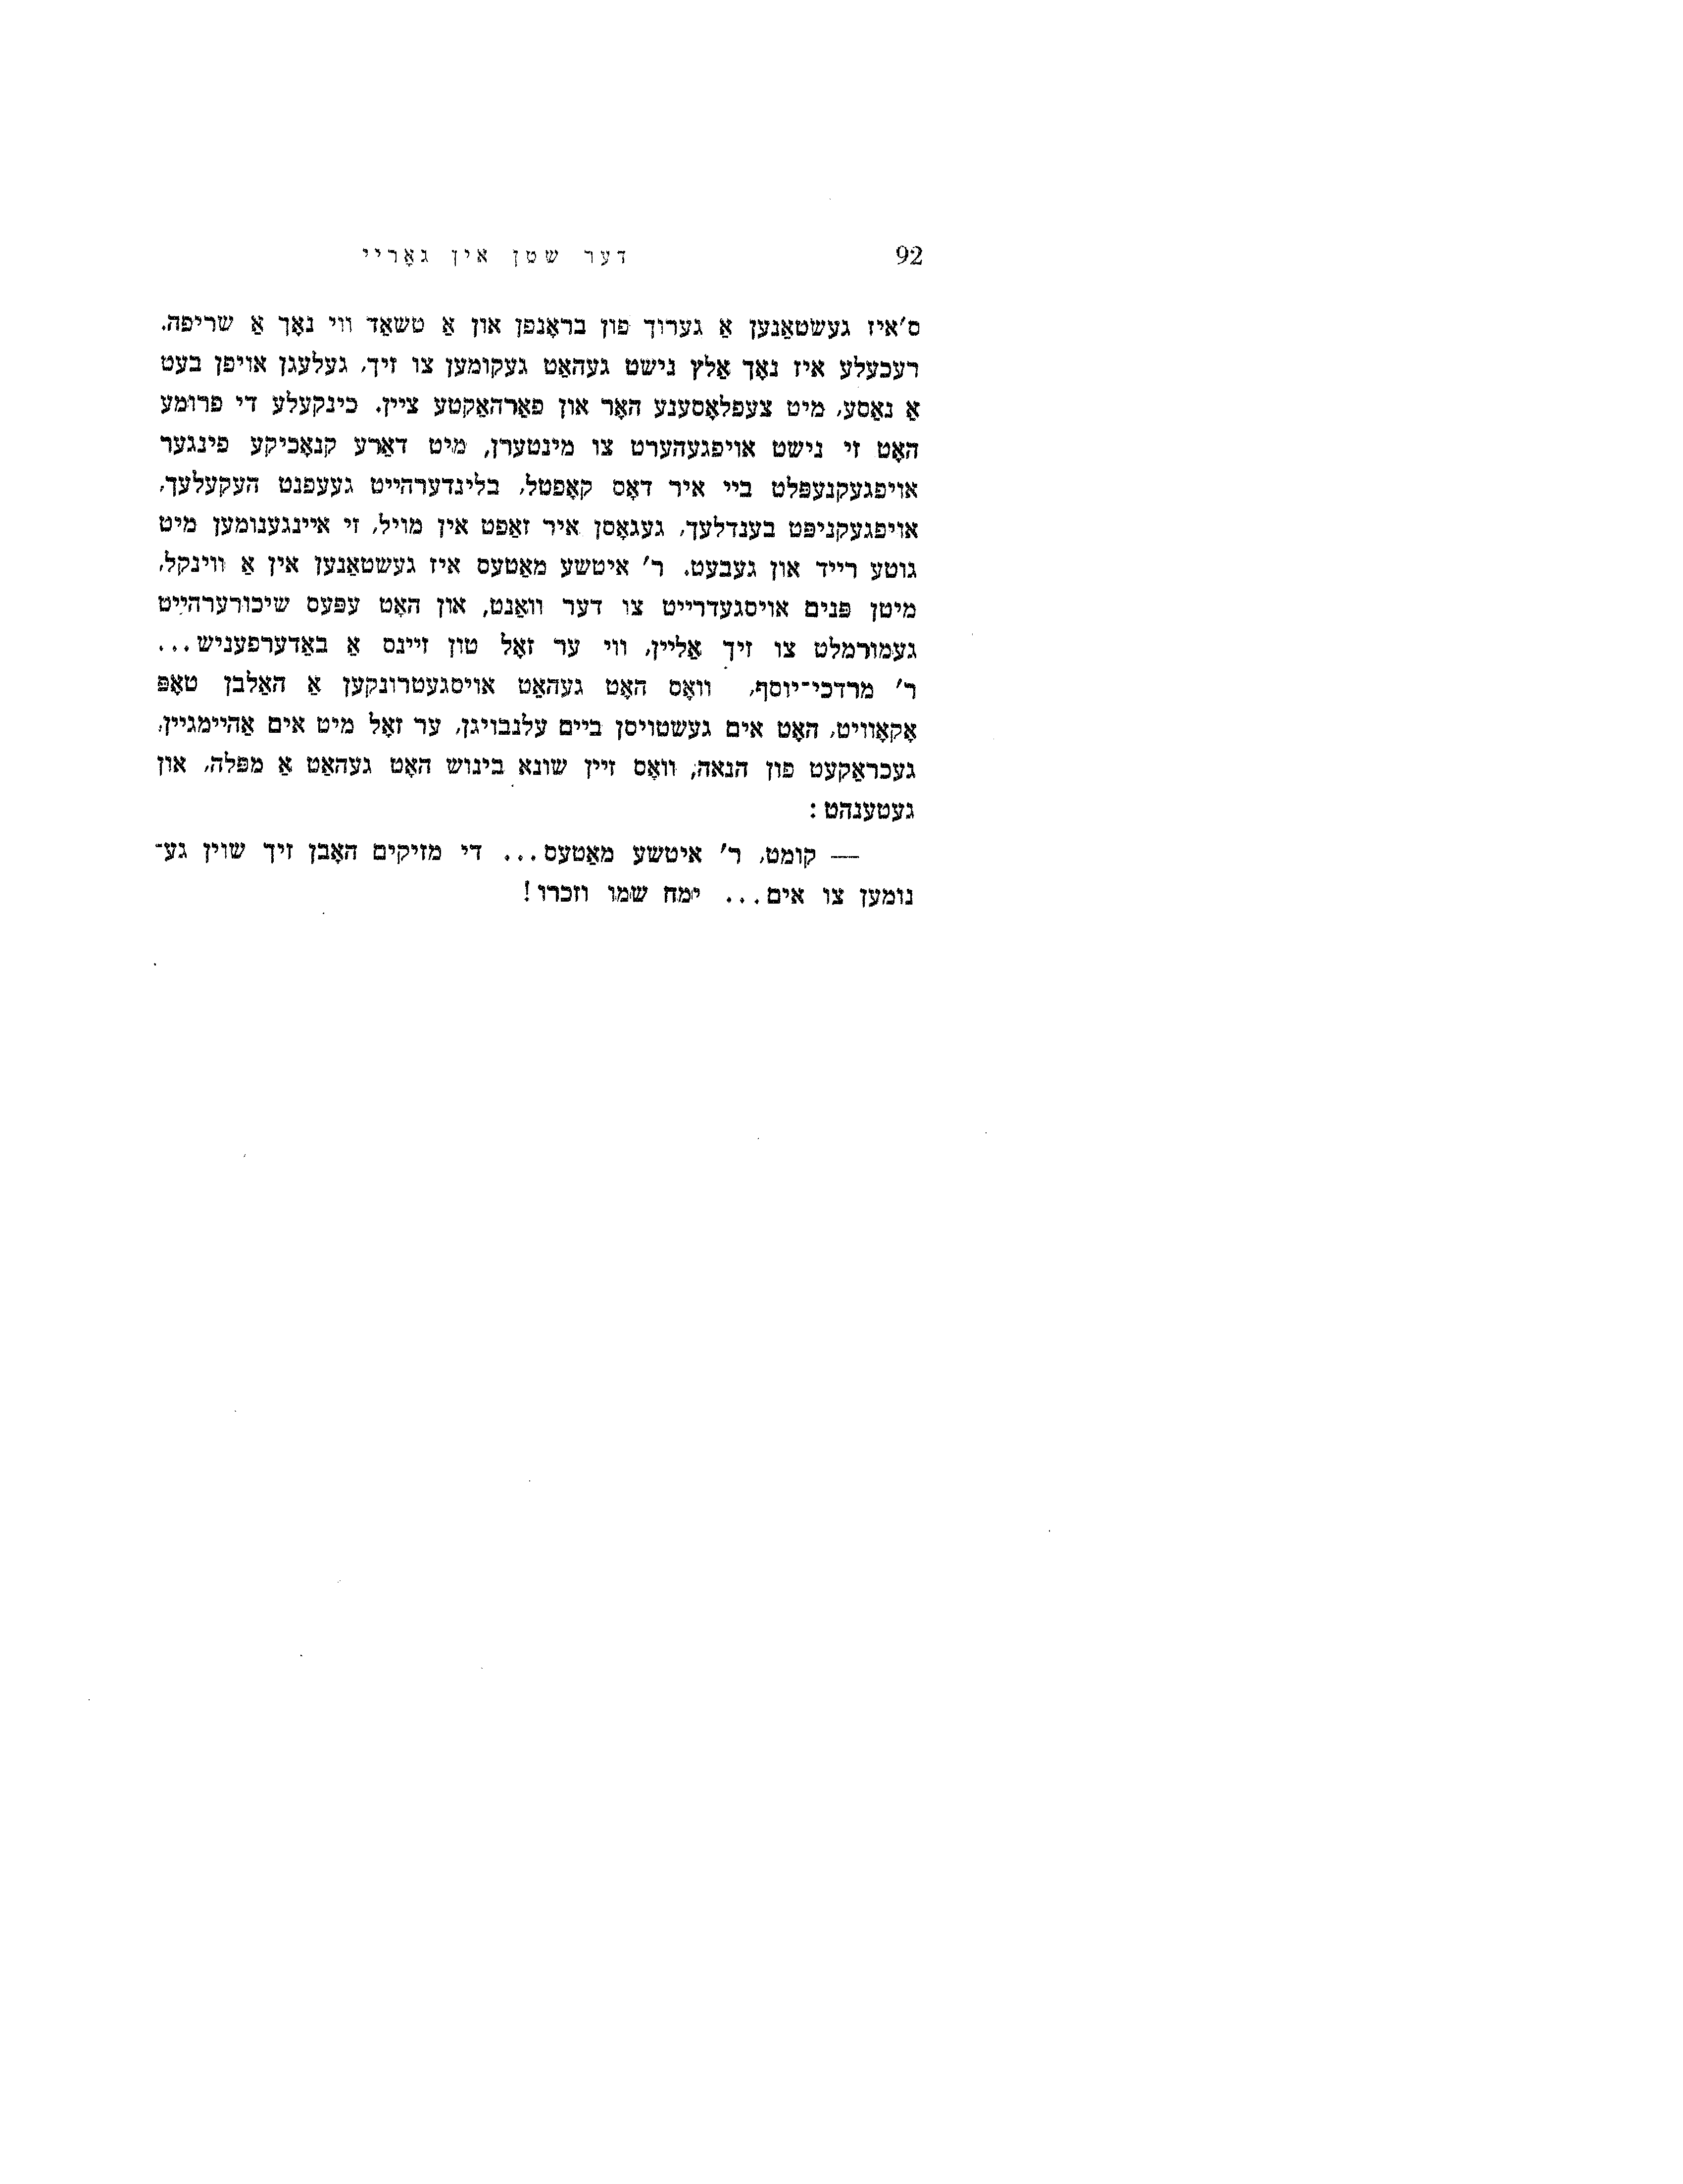 92 דער שטן אין גאָריי
ס'איז געשטאַנען אַ גערוך פון בראָנפן און אַ טשאַד ווי נאָך אַ שריפה.
רעכעלע איז נאָך אַלץ נישט געהאַט געקומען צו זיך, געלעגן אויפן בעט
אַ נאַסע, מיט צעפלאָסענע האָר און פאַרהאַקטע ציין. כינקעלע די פרומע
האָט זי נישט אויפגעהערט צו מינטערן, מיט דאַרע קנאָכיקע פינגער
אויפגעקנעפּלט ביי איר דאָס קאָפטל, בלינדערהייט געעפנט העקעלעך,
אויפגעקניפּט בענדלעך, געגאָסן איר זאַפט אין מויל, זי איינגענומען מיט
גוטע רייד און געבעט. ר' איטשע מאַטעס איז געשטאַנען אין אַ ווינקל,
מיטן פּנים אויסגעדרייט צו דער וואַנט, און האָט עפּעס שיכורערהייט
געמורמלט צו זיך אַליין, ווי ער זאָל טון זיינס אַ באַדערפעניש...
ר' מרדכי־יוסף, וואָס האָט געהאַט אויסגעטרונקען אַ האַלבן טאָפּ
אָקאָוויט, האָט אים געשטויסן ביים עלנבויגן, ער זאָל מיט אים אַהיימגיין,
געכראַקעט פון הנאה, וואָס זיין שונא בינוש האָט געהאַט אַ מפּלה, און
געטענהט:
— קומט, ר' איטשע מאַטעס... די מזיקים האָבן זיך שוין גע־
נומען צו אים... ימח שמו וזכרו!